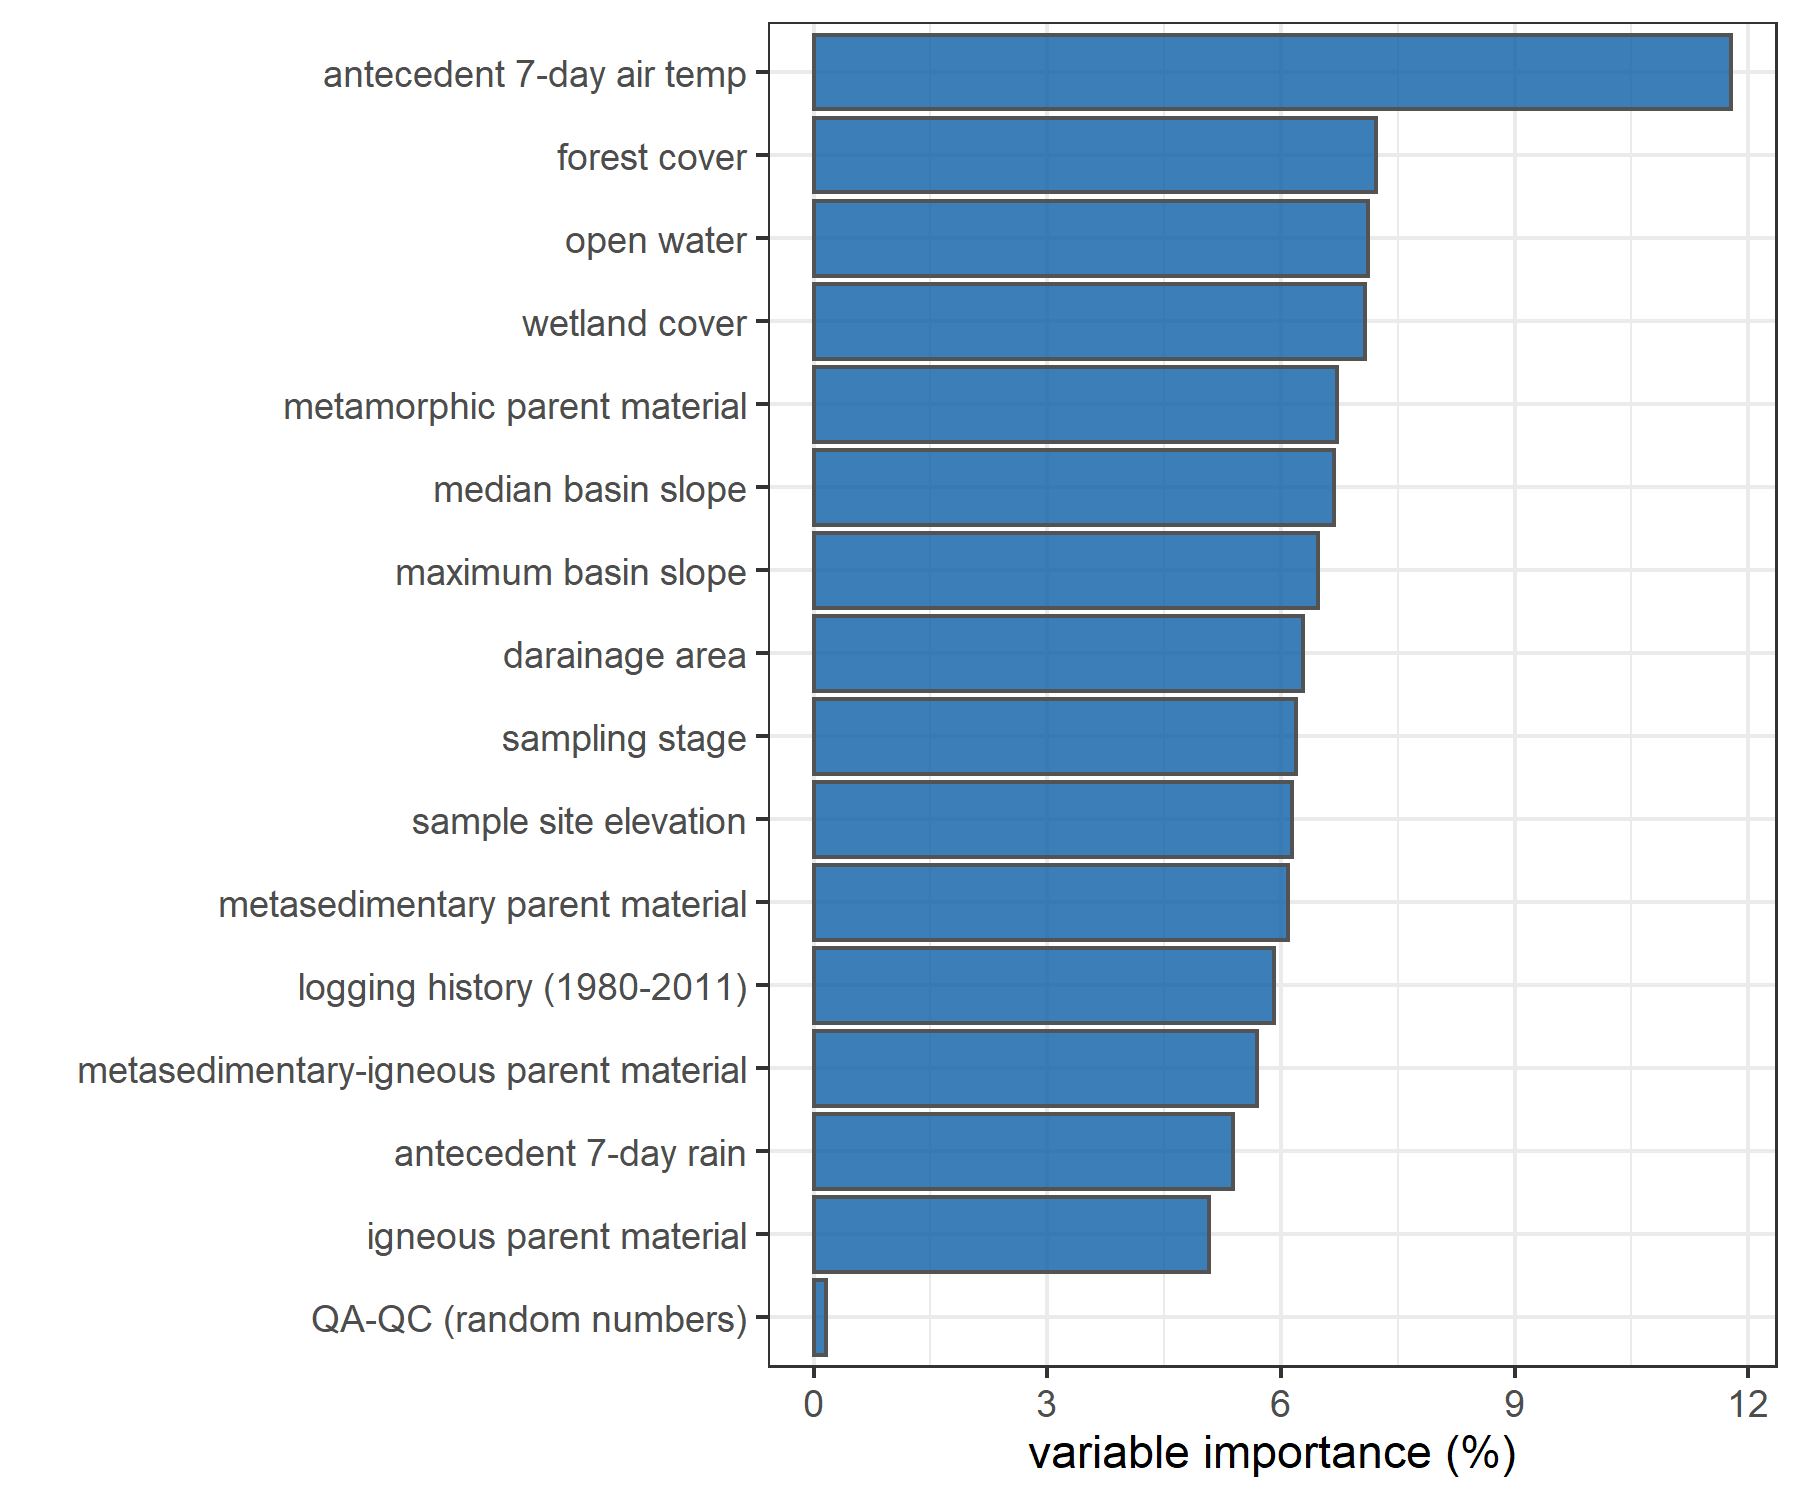 antecedent 7-day air temp
forest cover
open water
wetland cover
metamorphic parent material
median basin slope
maximum basin slope
darainage area
sampling stage
sample site elevation
metasedimentary parent material
logging history (1980-2011)
metasedimentary-igneous parent material
antecedent 7-day rain
igneous parent material
QA-QC (random numbers)
0 3 6 9 12
variable importance (%)